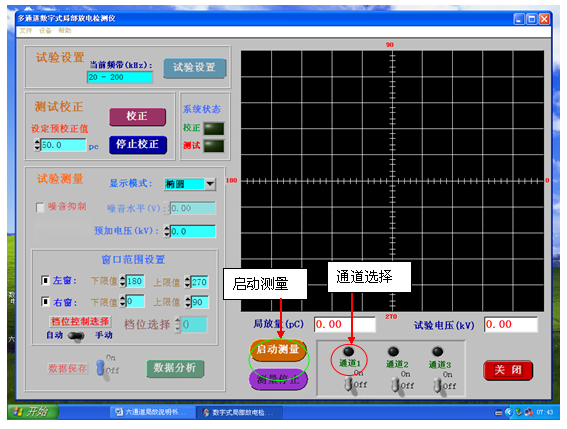 多通道数字式局部放电检测仪
文件 设备 帮助
试验设置
当前频带(kHz):
20 - 200
试验设置
测试校正
校正
设定预校正值
50.0 pc
停止校正
系统状态
校正
测试
试验测量
显示模式: 椭圆
噪音抑制
噪音水平(V): 0.00
预加电压(kV): 0.0
窗口范围设置
左窗: 下限值 180 上限值 270
右窗: 下限值 0 上限值 90
档位控制选择
档位选择 0
自动 手动
数据保存 On Off
数据分析
90
180
0
270
启动测量
通道选择
局放量(pC) 0.00
试验电压(kV) 0.00
启动测量
测量停止
通道1 通道2 通道3
On On On
Off Off Off
关 闭
开始
六通道局放说明书...
数字式局部放电检...
07:43